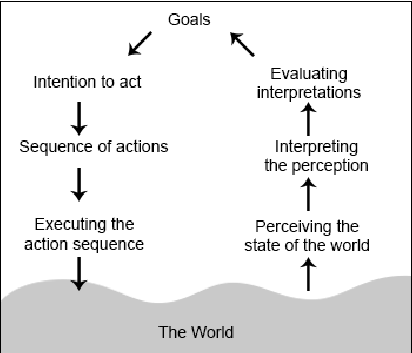 Goals
Intention to act
Sequence of actions
Executing the
action sequence
Evaluating
interpretations
Interpreting
the perception
Perceiving the
state of the world
The World